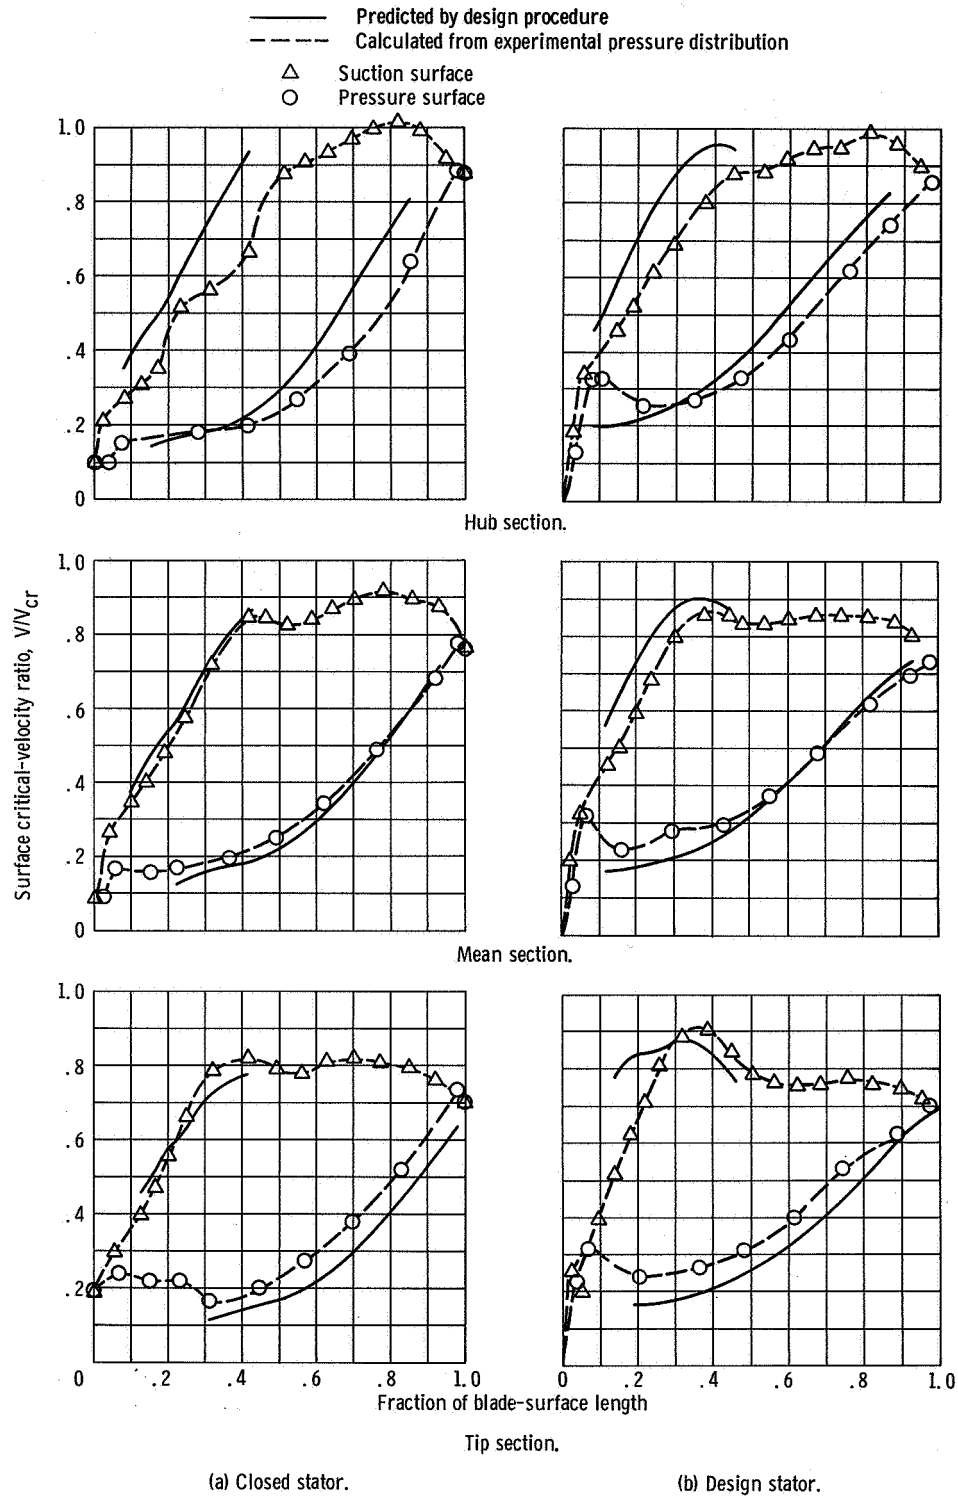 Predicted by design procedure
Calculated from experimental pressure distribution
Suction surface
Pressure surface
1.0
.8
.6
.4
.2
0
Hub section.
Surface critical-velocity ratio, V/Vcr
1.0
.8
.6
.4
.2
0
Mean section.
1.0
.8
.6
.4
.2
0
0 .2 .4 .6 .8 1.0 0 .2 .4 .6 .8 1.0
Fraction of blade-surface length
Tip section.
(a) Closed stator. (b) Design stator.